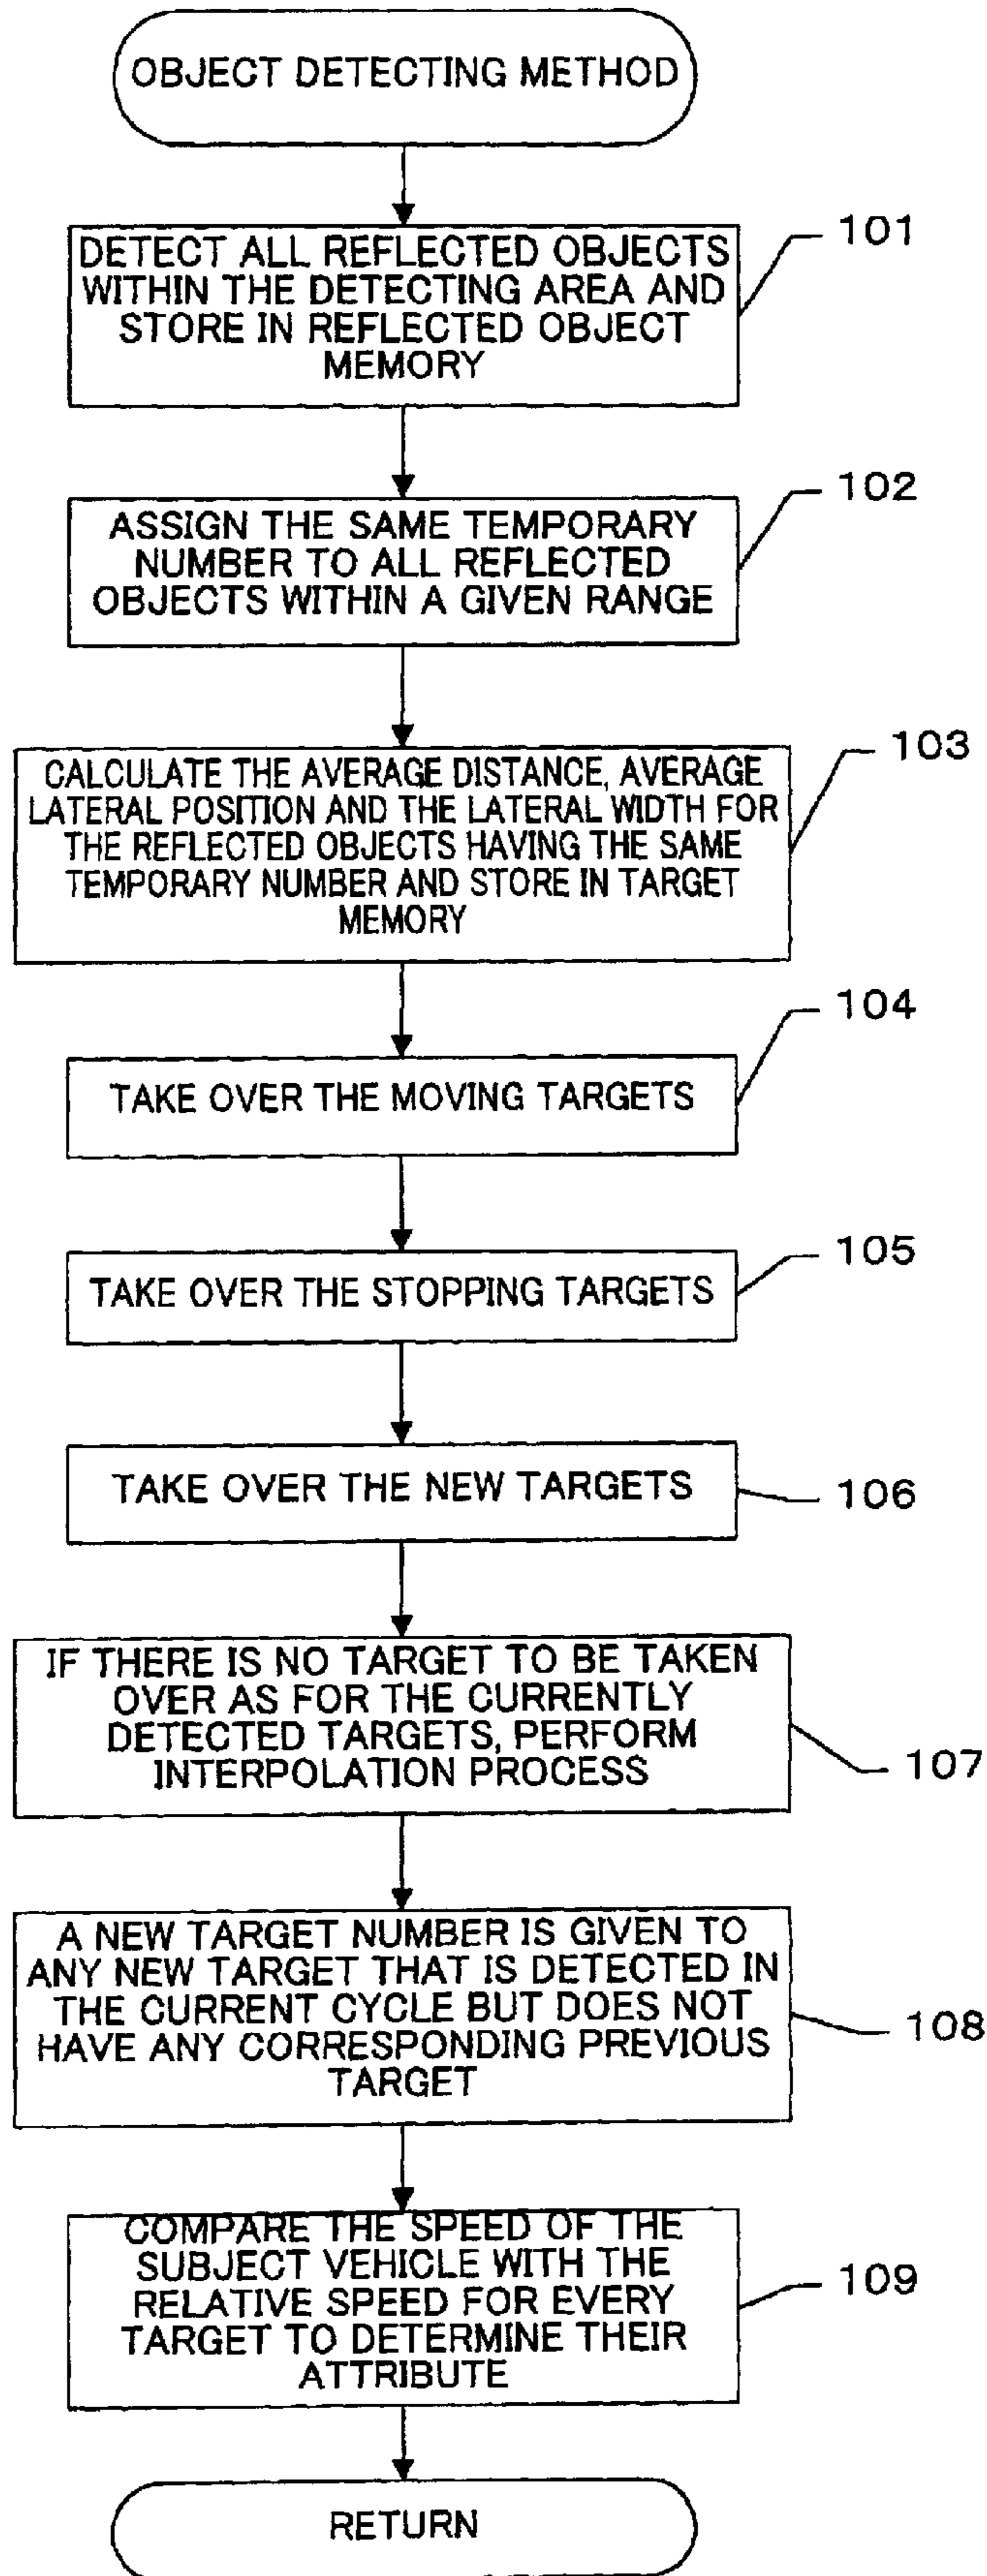 OBJECT DETECTING METHOD
101
DETECT ALL REFLECTED OBJECTS
WITHIN THE DETECTING AREA AND
STORE IN REFLECTED OBJECT
MEMORY
102
ASSIGN THE SAME TEMPORARY
NUMBER TO ALL REFLECTED
OBJECTS WITHIN A GIVEN RANGE
103
CALCULATE THE AVERAGE DISTANCE, AVERAGE
LATERAL POSITION AND THE LATERAL WIDTH FOR
THE REFLECTED OBJECTS HAVING THE SAME
TEMPORARY NUMBER AND STORE IN TARGET
MEMORY
104
TAKE OVER THE MOVING TARGETS
105
TAKE OVER THE STOPPING TARGETS
TAKE OVER THE NEW TARGETS
106
IF THERE IS NO TARGET TO BE TAKEN
OVER AS FOR THE CURRENTLY
DETECTED TARGETS, PERFORM
INTERPOLATION PROCESS
107
A NEW TARGET NUMBER IS GIVEN TO
ANY NEW TARGET THAT IS DETECTED IN
THE CURRENT CYCLE BUT DOES NOT
HAVE ANY CORRESPONDING PREVIOUS
TARGET
108
COMPARE THE SPEED OF THE
SUBJECT VEHICLE WITH THE
RELATIVE SPEED FOR EVERY
TARGET TO DETERMINE THEIR
ATTRIBUTE
109
RETURN